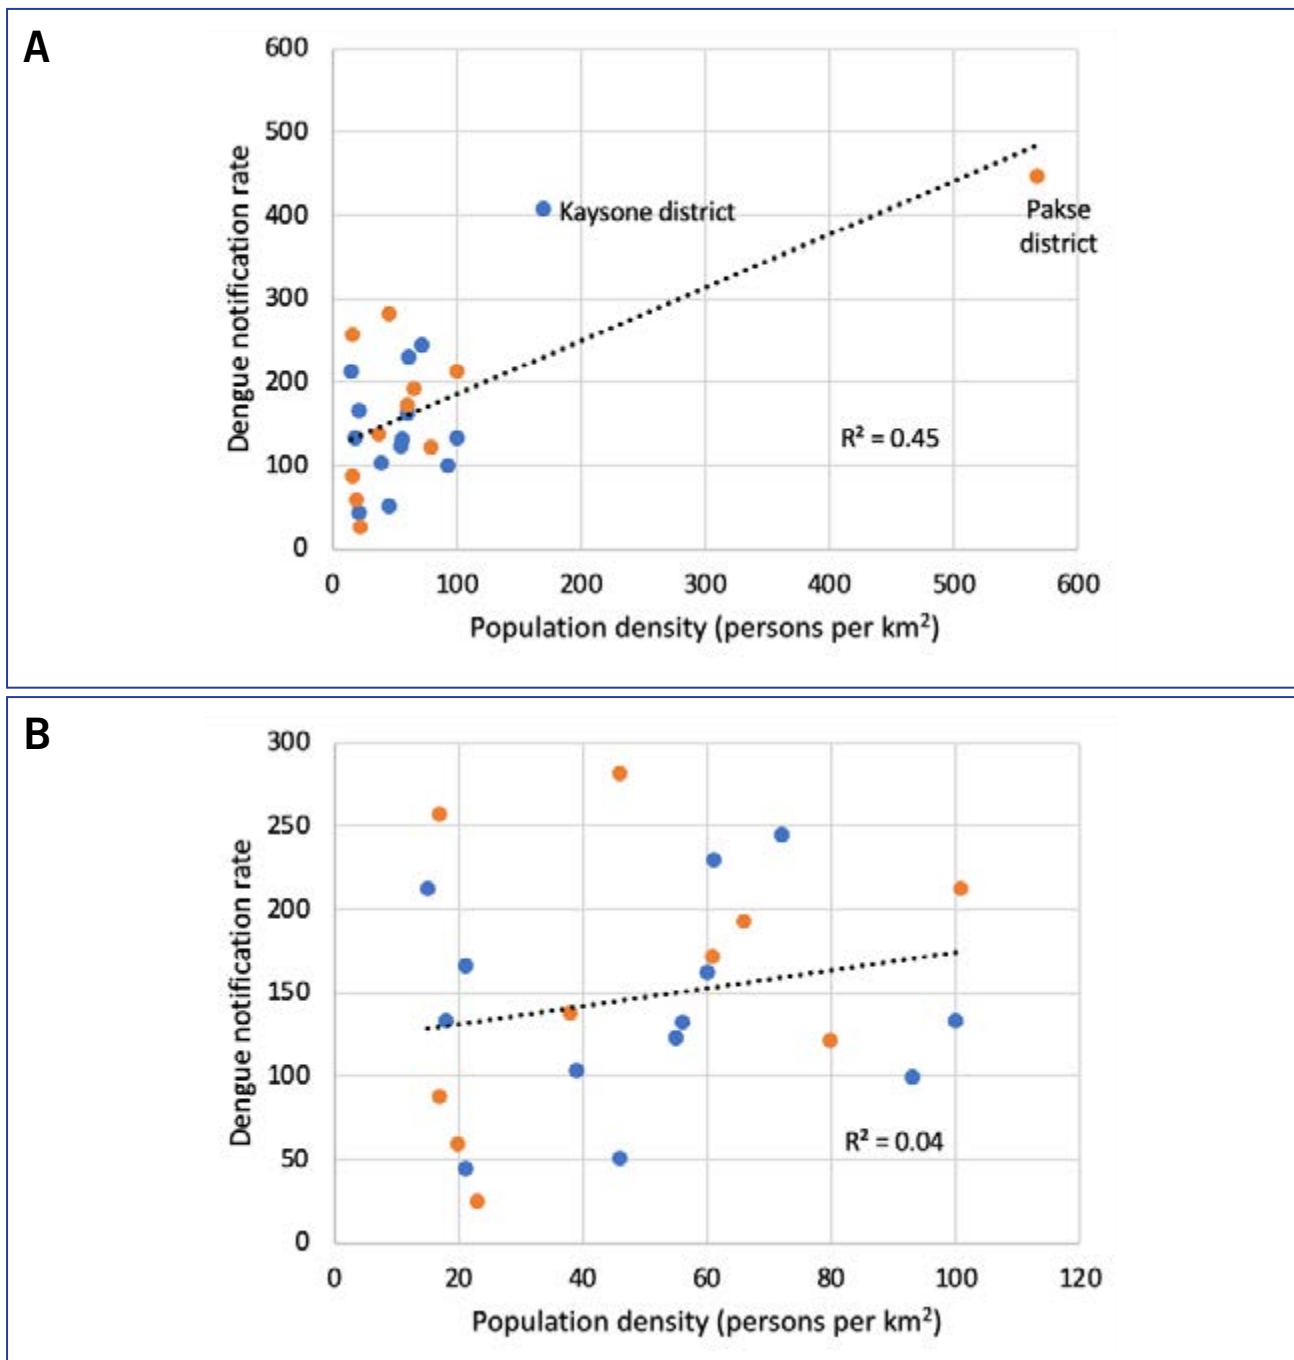 A
600
500
400
300
200
100
0
Dengue notification rate
Kaysone district
Pakse
district
R² = 0.45
0 100 200 300 400 500 600
Population density (persons per km²)
B
300
250
200
150
100
50
0
Dengue notification rate
R² = 0.04
0 20 40 60 80 100 120
Population density (persons per km²)